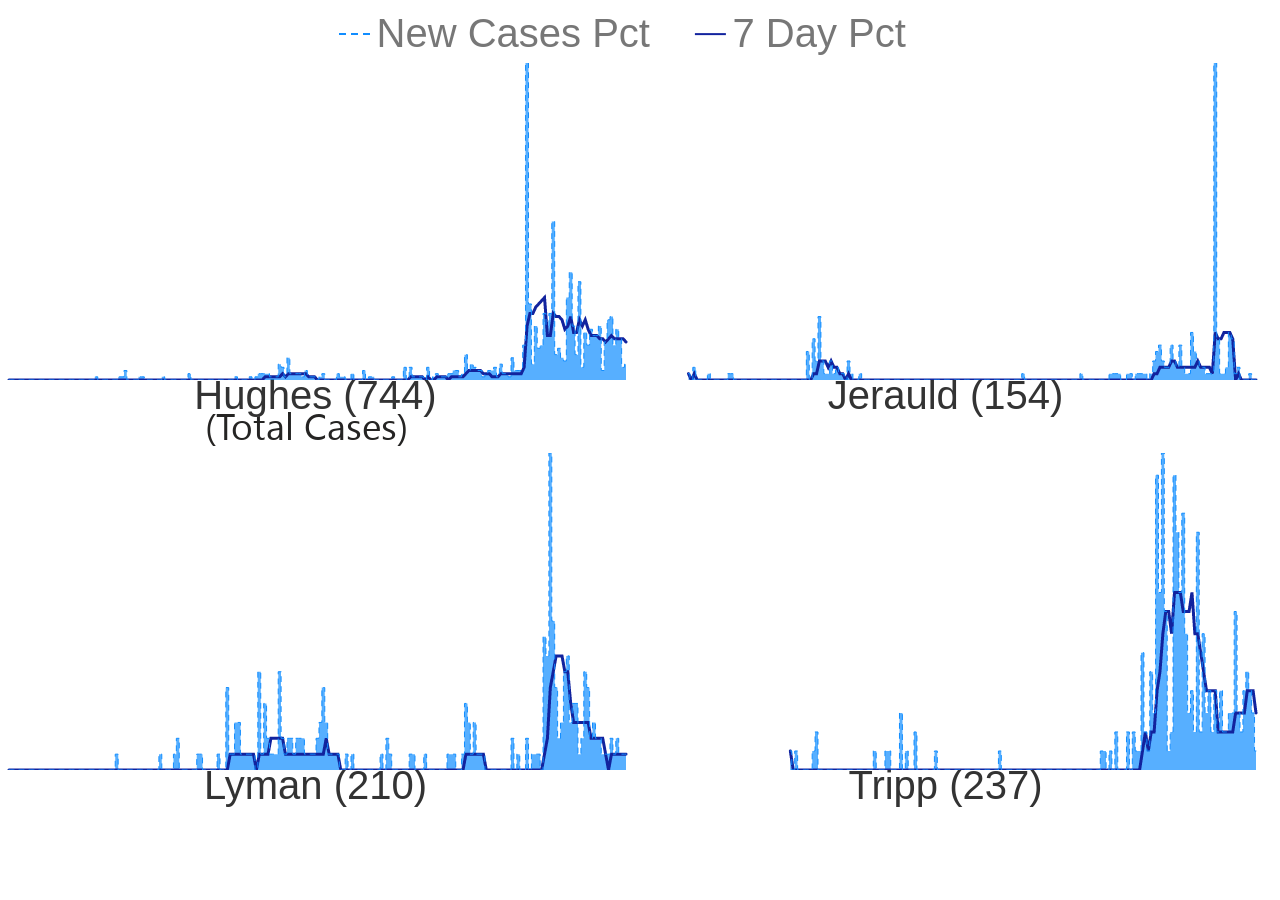 New Cases Pct 7 Day Pct
Hughes (744) Jerauld (154)
(Total Cases)
Lyman (210) Tripp (237)